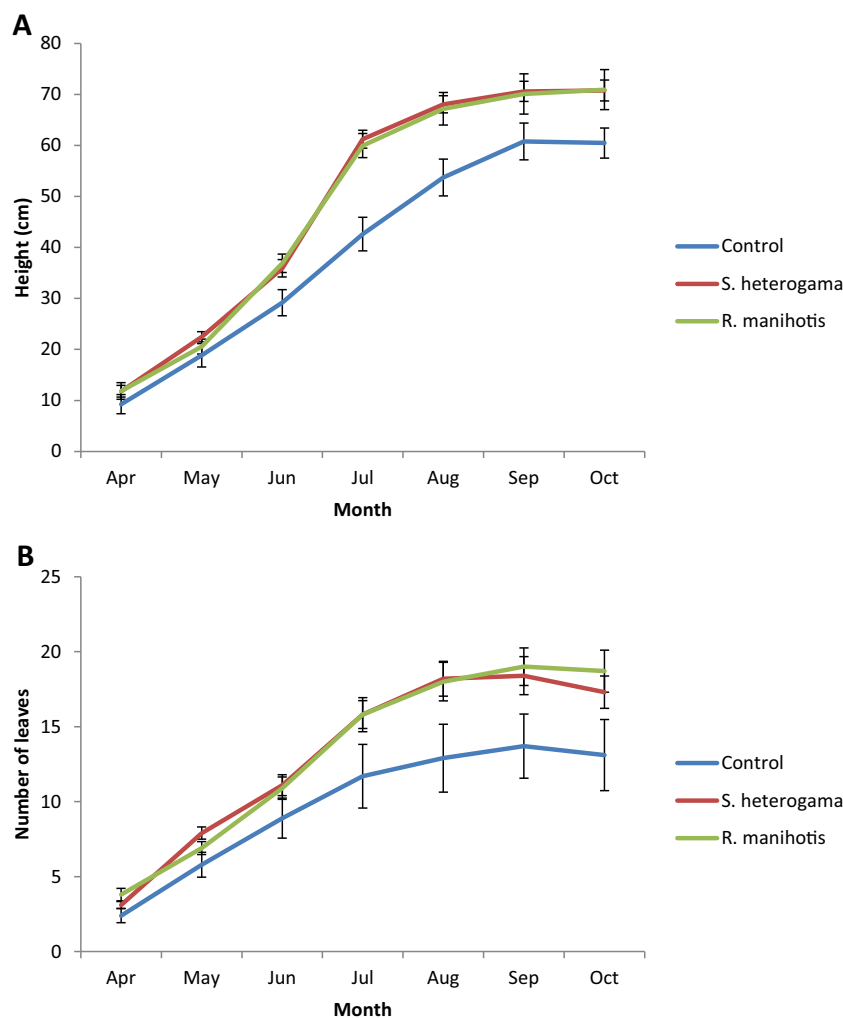 A
80
70
60
50
40
30
20
10
0
Height (cm)
Apr May Jun Jul Aug Sep Oct
Month
Control
S. heterogama
R. manihotis
B
25
20
15
10
5
0
Number of leaves
Apr May Jun Jul Aug Sep Oct
Month
Control
S. heterogama
R. manihotis